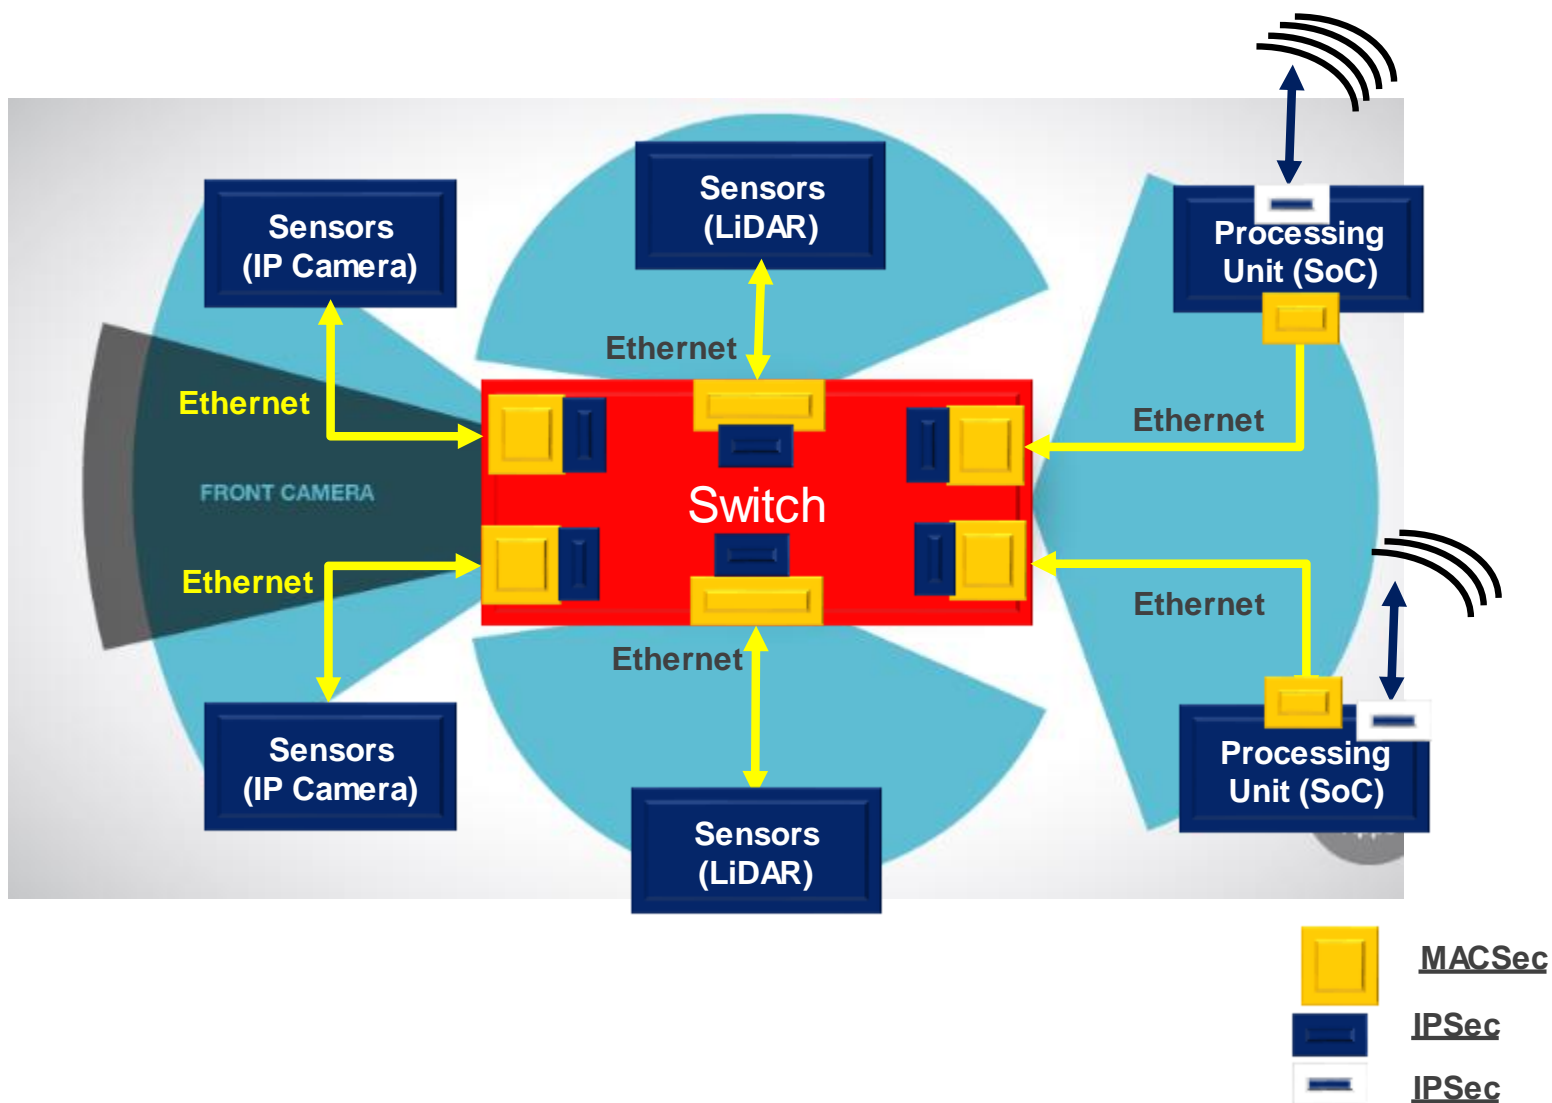 Sensors
(LiDAR)
Sensors
(IP Camera)
Processing
Unit (SoC)
Ethernet
Ethernet
Ethernet
FRONT CAMERA
Switch
Ethernet
Ethernet
Ethernet
Sensors
(IP Camera)
Processing
Unit (SoC)
Sensors
(LiDAR)
MACSec
IPSec
IPSec